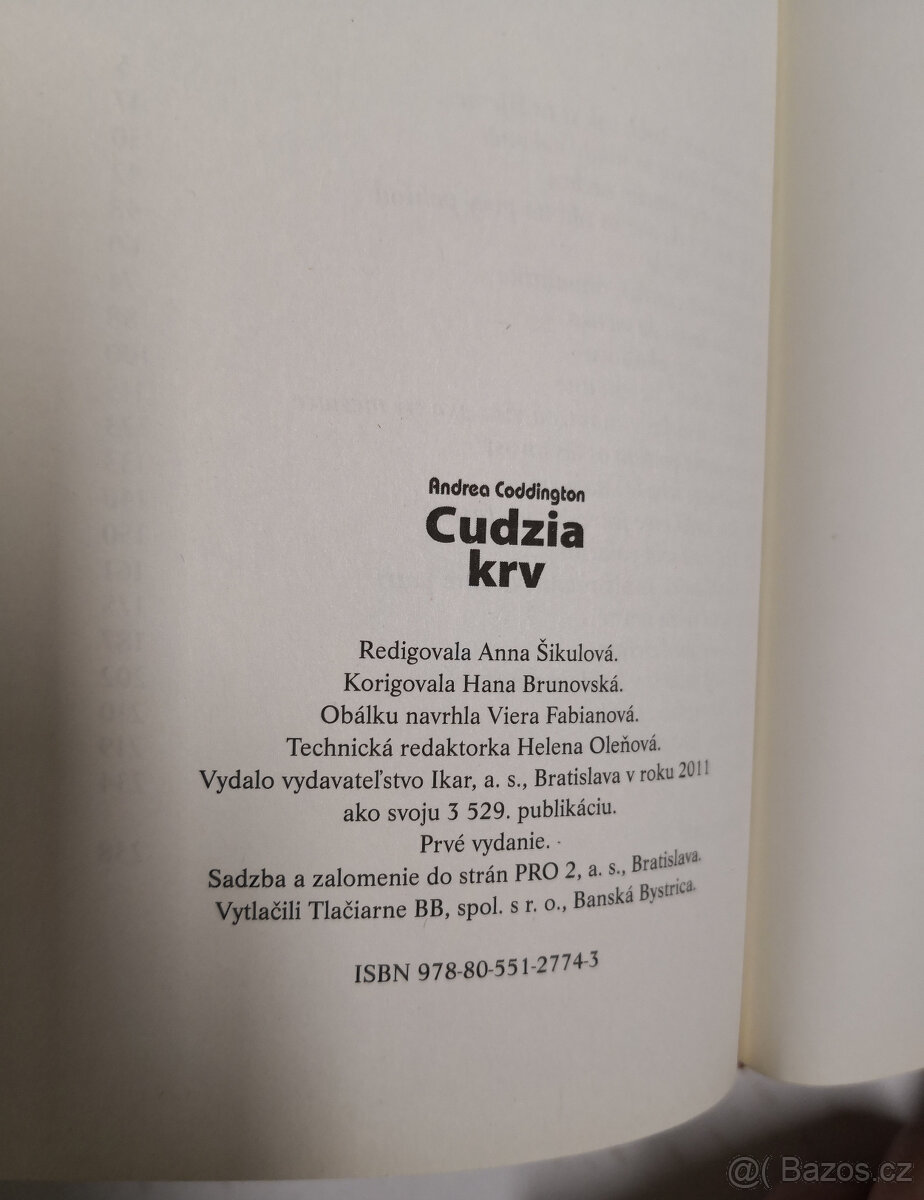 Andrea Coddington
Cudzia
krv
Redigovala Anna Šikulová.
Korigovala Hana Brunovská.
Obálku navrhla Viera Fabianová.
Technická redaktorka Helena Oleňová.
Vydalo vydavateľstvo Ikar, a. s., Bratislava v roku 2011
ako svoju 3 529. publikáciu.
Prvé vydanie.
Sadzba a zalomenie do strán PRO 2, a. s., Bratislava.
Vytlačili Tlačiarne BB, spol. s r. o., Banská Bystrica.
ISBN 978-80-551-2774-3
@( Bazos.cz